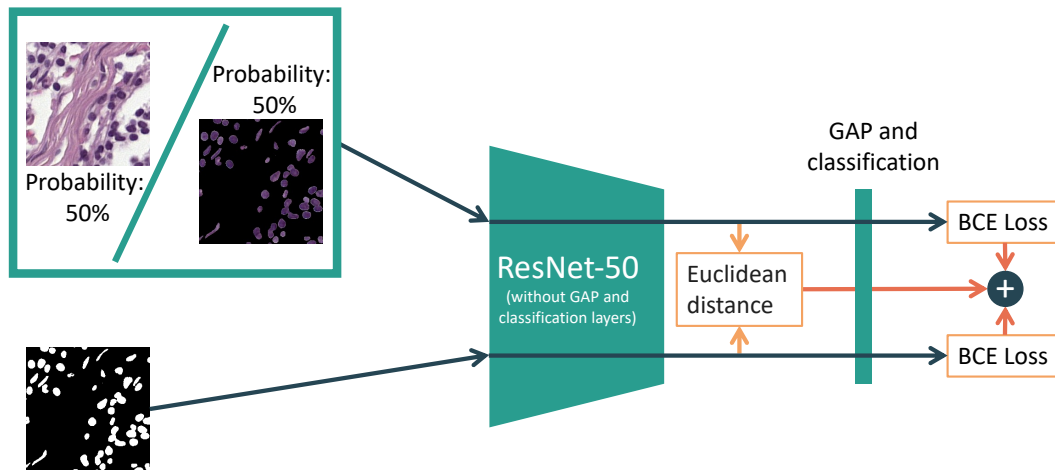 Probability:
50%
Probability:
50%
GAP and
classification
ResNet-50
(without GAP and
classification layers)
Euclidean
distance
BCE Loss
+
BCE Loss